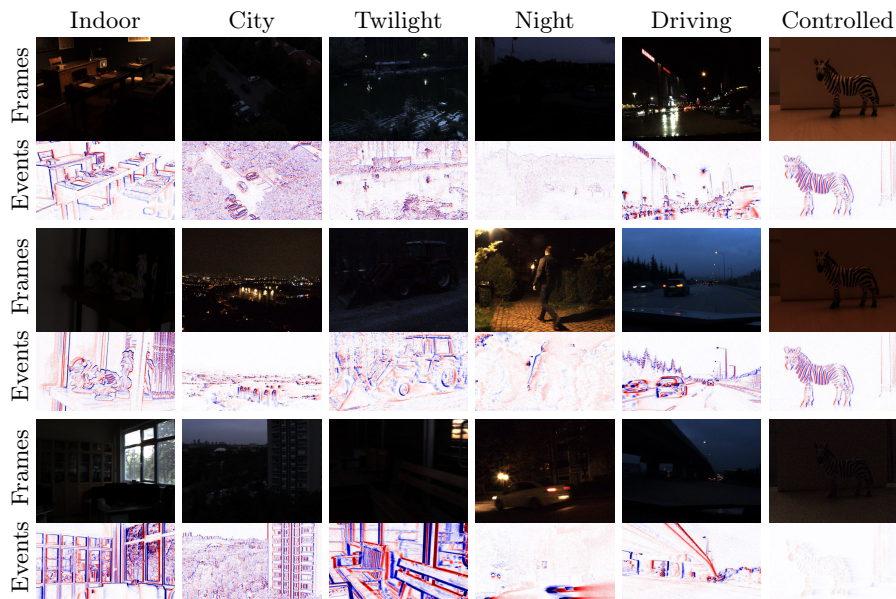 Indoor City Twilight Night Driving Controlled
Frames
Events
Frames
Events
Frames
Events